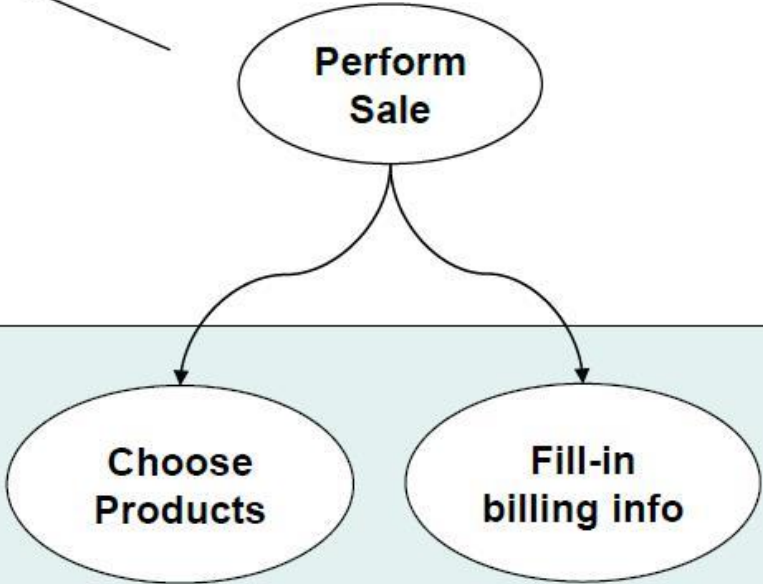 Perform
Sale
Choose
Products
Fill-in
billing info